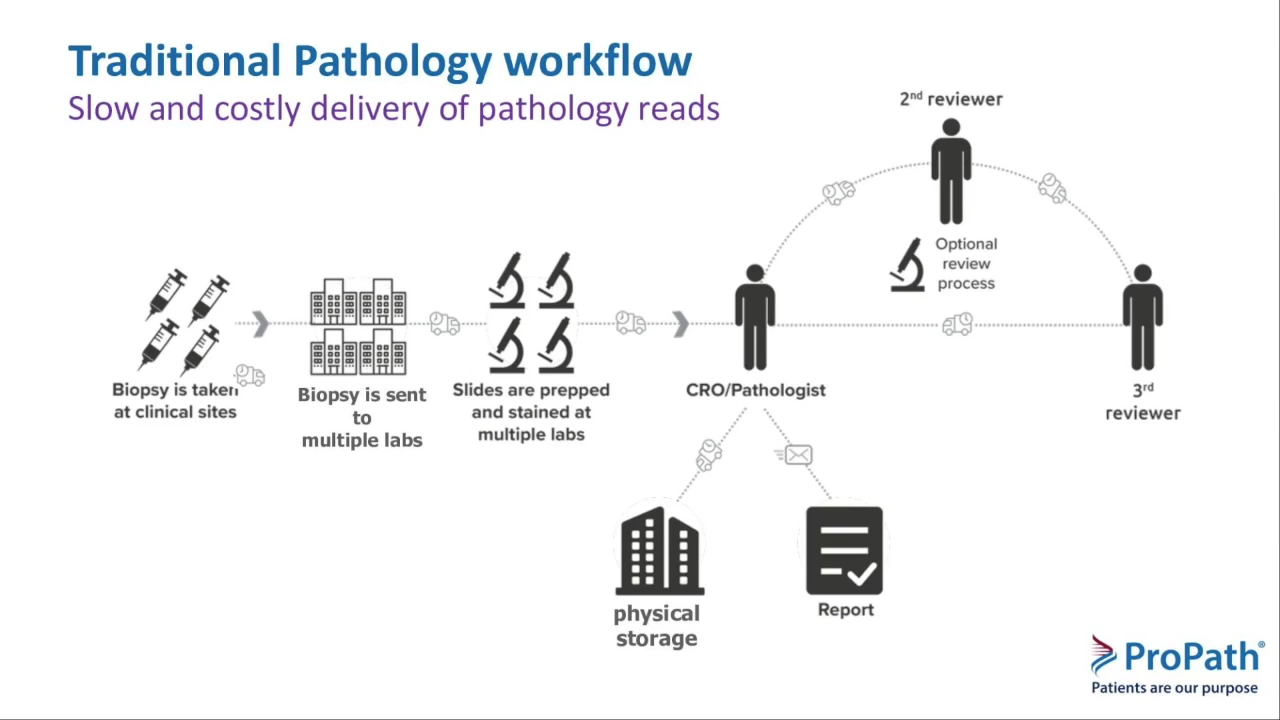 Traditional Pathology workflow
Slow and costly delivery of pathology reads
2nd reviewer
Optional
review
process
Biopsy is taken
at clinical sites
Biopsy is sent
to
multiple labs
Slides are prepped
and stained at
multiple labs
CRO/Pathologist
3rd
reviewer
physical
storage
Report
ProPath®
Patients are our purpose